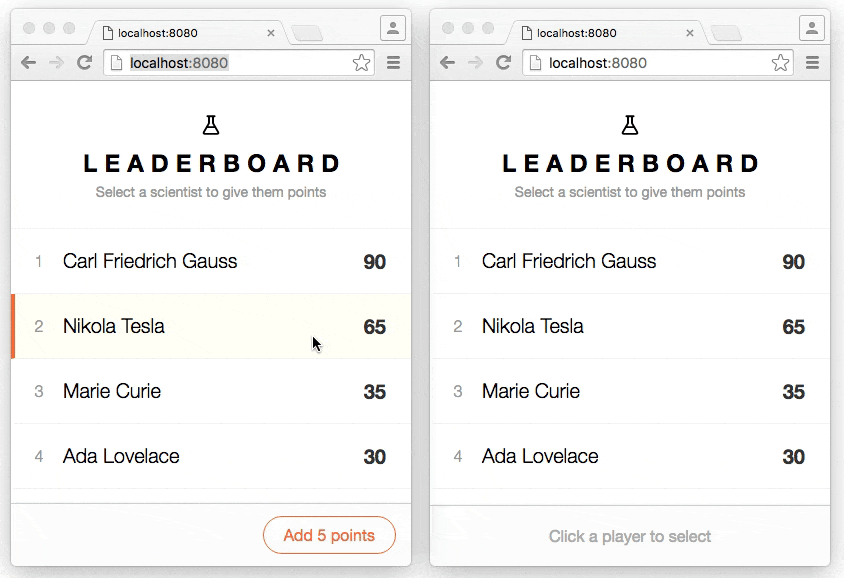 localhost:8080
localhost:8080
LEADERBOARD
Select a scientist to give them points
1 Carl Friedrich Gauss 90
2 Nikola Tesla 65
3 Marie Curie 35
4 Ada Lovelace 30
Add 5 points
localhost:8080
localhost:8080
LEADERBOARD
Select a scientist to give them points
1 Carl Friedrich Gauss 90
2 Nikola Tesla 65
3 Marie Curie 35
4 Ada Lovelace 30
Click a player to select